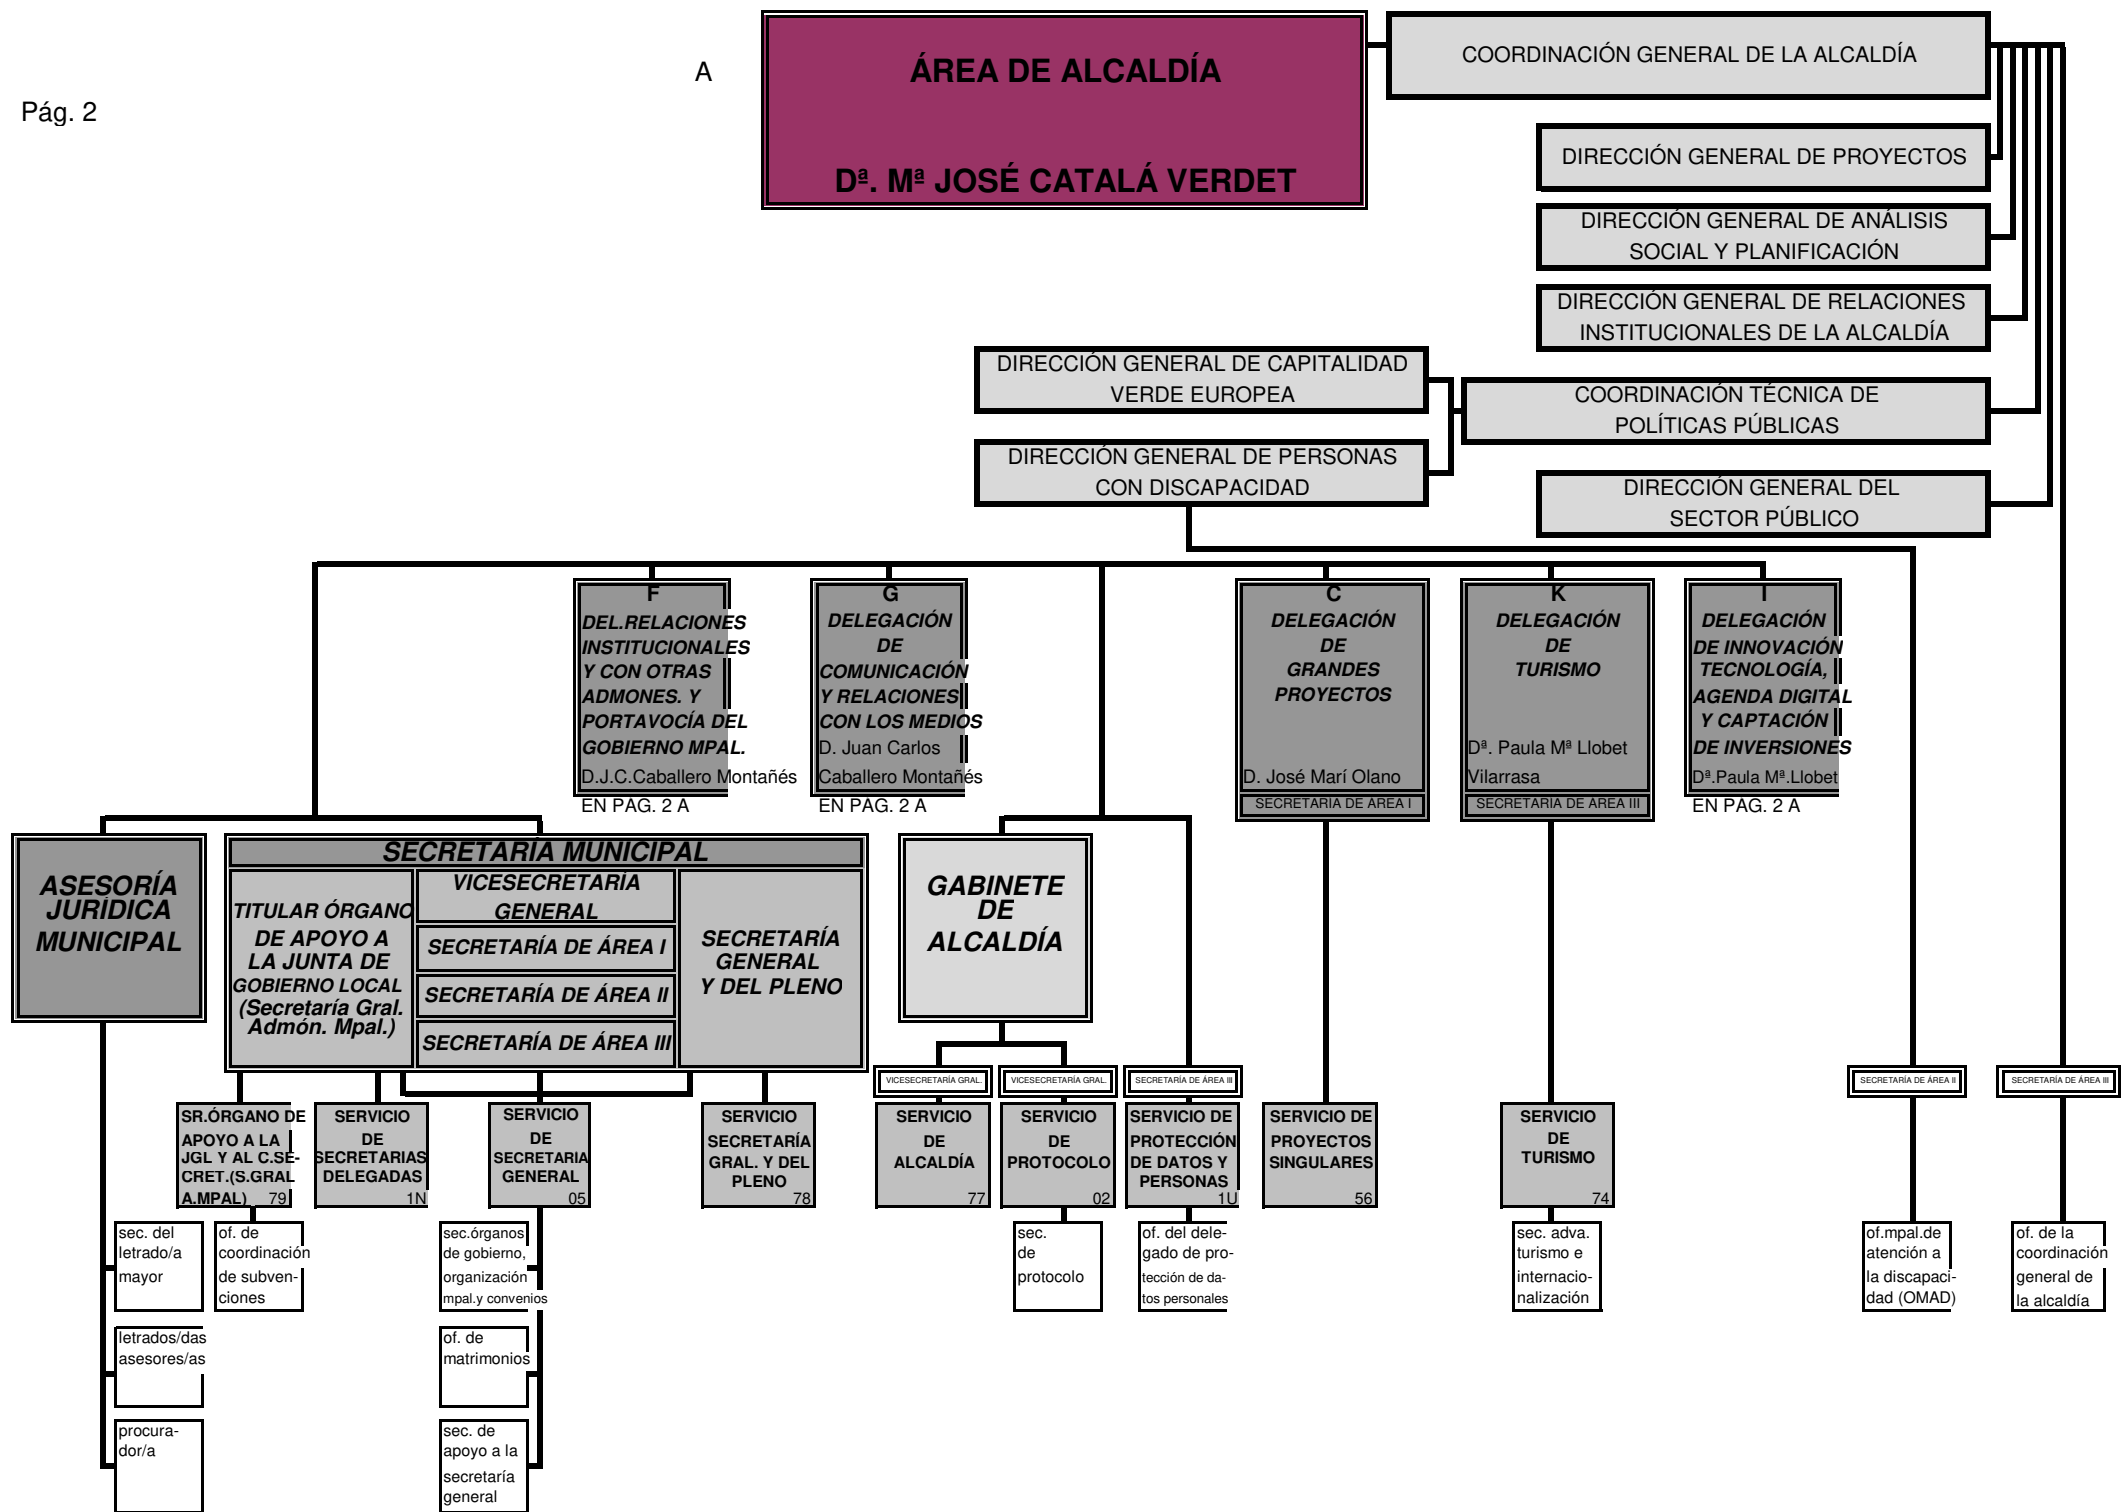 Pág. 2
A
ÁREA DE ALCALDÍA
Dª. Mª JOSÉ CATALÁ VERDET
COORDINACIÓN GENERAL DE LA ALCALDÍA
DIRECCIÓN GENERAL DE PROYECTOS
DIRECCIÓN GENERAL DE ANÁLISIS
SOCIAL Y PLANIFICACIÓN
DIRECCIÓN GENERAL DE RELACIONES
INSTITUCIONALES DE LA ALCALDÍA
DIRECCIÓN GENERAL DE CAPITALIDAD
VERDE EUROPEA
COORDINACIÓN TÉCNICA DE
POLÍTICAS PÚBLICAS
DIRECCIÓN GENERAL DE PERSONAS
CON DISCAPACIDAD
DIRECCIÓN GENERAL DEL
SECTOR PÚBLICO
F
DEL.RELACIONES
INSTITUCIONALES
Y CON OTRAS
ADMONES. Y
PORTAVOCÍA DEL
GOBIERNO MPAL.
D.J.C.Caballero Montañés
EN PÁG. 2 A
G
DELEGACIÓN
DE
COMUNICACIÓN
Y RELACIONES
CON LOS MEDIOS
D. Juan Carlos
Caballero Montañés
EN PÁG. 2 A
C
DELEGACIÓN
DE
GRANDES
PROYECTOS
D. José Marí Olano
SECRETARÍA DE ÁREA I
K
DELEGACIÓN
DE
TURISMO
Dª. Paula Mª Llobet
Vilarrasa
SECRETARÍA DE ÁREA III
I
DELEGACIÓN
DE INNOVACIÓN
TECNOLOGÍA,
AGENDA DIGITAL
Y CAPTACIÓN
DE INVERSIONES
Dª.Paula Mª.Llobet
EN PÁG. 2 A
ASESORÍA
JURÍDICA
MUNICIPAL
SECRETARÍA MUNICIPAL
TITULAR ÓRGANO
DE APOYO A
LA JUNTA DE
GOBIERNO LOCAL
(Secretaría Gral.
Admón. Mpal.)
VICESECRETARÍA
GENERAL
SECRETARÍA DE ÁREA I
SECRETARÍA DE ÁREA II
SECRETARÍA DE ÁREA III
SECRETARÍA
GENERAL
Y DEL PLENO
GABINETE
DE
ALCALDÍA
VICESECRETARÍA GRAL.
VICESECRETARÍA GRAL.
SECRETARÍA DE ÁREA III
SECRETARÍA DE ÁREA II
SECRETARÍA DE ÁREA III
SR.ÓRGANO DE
APOYO A LA
JGL Y AL C.SE-
CRET.(S.GRAL
A.MPAL) 79
SERVICIO
DE
SECRETARIAS
DELEGADAS
1N
SERVICIO
DE
SECRETARIA
GENERAL
05
SERVICIO
SECRETARÍA
GRAL. Y DEL
PLENO
78
SERVICIO
DE
ALCALDÍA
77
SERVICIO
DE
PROTOCOLO
02
SERVICIO DE
PROTECCIÓN
DE DATOS Y
PERSONAS
1U
SERVICIO DE
PROYECTOS
SINGULARES
56
SERVICIO
DE
TURISMO
74
sec. del
letrado/a
mayor
of. de
coordinación
de subven-
ciones
sec.órganos
de gobierno,
organización
mpal.y convenios
sec.
de
protocolo
of. del dele-
gado de pro-
tección de da-
tos personales
sec. adva.
turismo e
internacio-
nalización
of.mpal.de
atención a
la discapaci-
dad (OMAD)
of. de la
coordinación
general de
la alcaldía
letrados/das
asesores/as
of. de
matrimonios
procura-
dor/a
sec. de
apoyo a la
secretaría
general